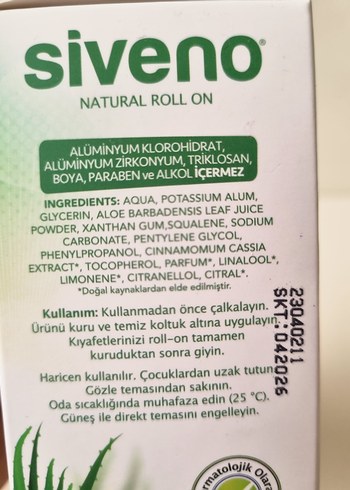 siveno®
NATURAL ROLL ON
ALÜMİNYUM KLOROHİDRAT,
ALÜMİNYUM ZİRKONYUM, TRİKLOSAN,
BOYA, PARABEN ve ALKOL İÇERMEZ
INGREDIENTS: AQUA, POTASSIUM ALUM,
GLYCERIN, ALOE BARBADENSIS LEAF JUICE
POWDER, XANTHAN GUM,SQUALENE, SODIUM
CARBONATE, PENTYLENE GLYCOL,
PHENYLPROPANOL, CINNAMOMUM CASSIA
EXTRACT*, TOCOPHEROL, PARFUM*, LINALOOL*,
LIMONENE*, CITRANELLOL, CITRAL*.
*Doğal kaynaklardan elde edilmiştir.
Kullanım: Kullanmadan önce çalkalayın.
Ürünü kuru ve temiz koltuk altına uygulayın.
Kıyafetlerinizi roll-on tamamen
kuruduktan sonra giyin.
Haricen kullanılır. Çocuklardan uzak tutun
Gözle temasından sakının.
Oda sıcaklığında muhafaza edin (25 °C).
Güneş ile direkt temasını engelleyin.
23040211
SKT: 042026
rmatolojik Olara